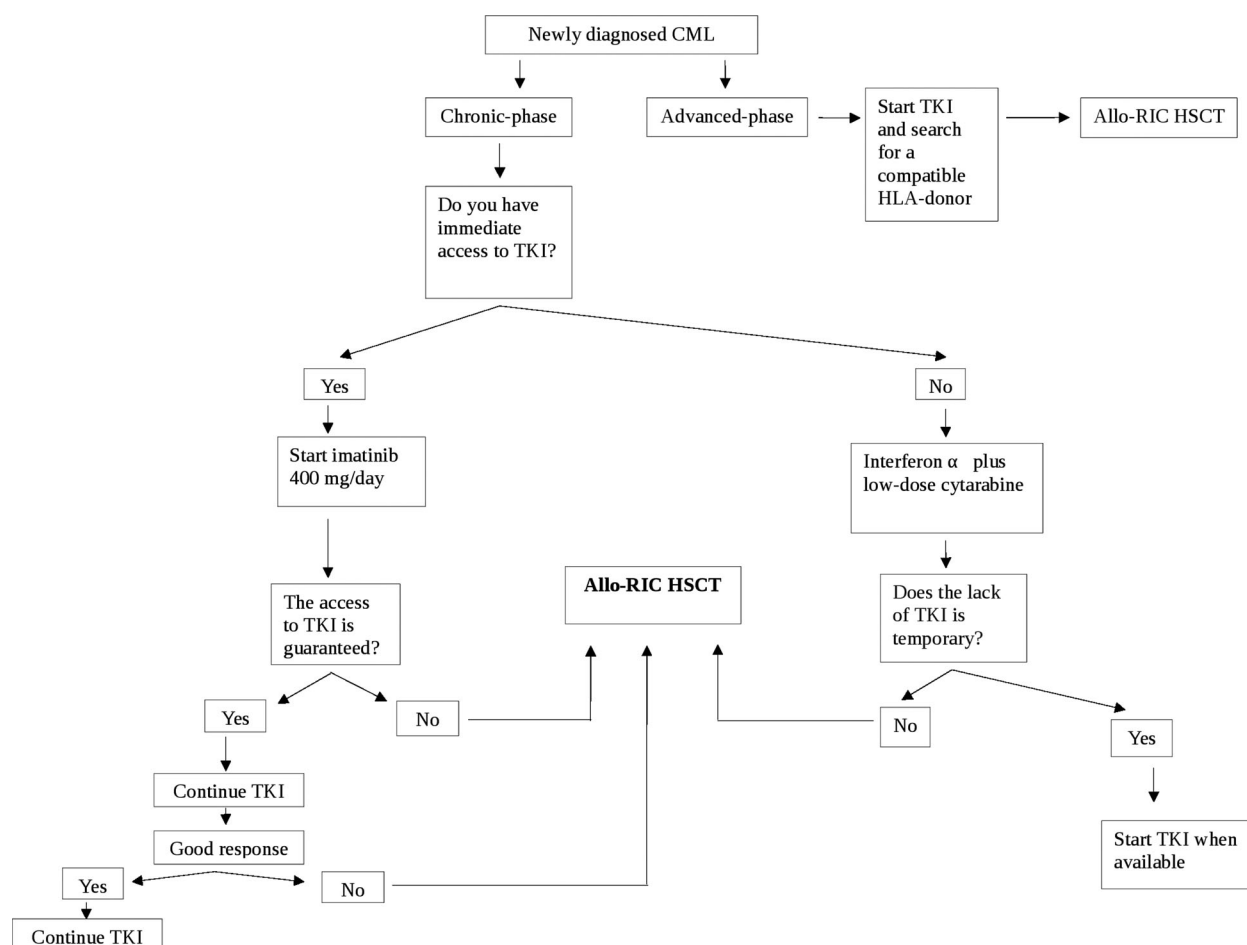 Newly diagnosed CML
Chronic-phase
Advanced-phase
Start TKI
and search
for a
compatible
HLA-donor
Allo-RIC HSCT
Do you have
immediate
access to TKI?
Yes
No
Start imatinib
400 mg/day
Interferon α plus
low-dose cytarabine
Allo-RIC HSCT
The access
to TKI is
guaranteed?
Does the lack
of TKI is
temporary?
Yes
No
No
Yes
Continue TKI
Good response
Start TKI when
available
Yes
No
Continue TKI